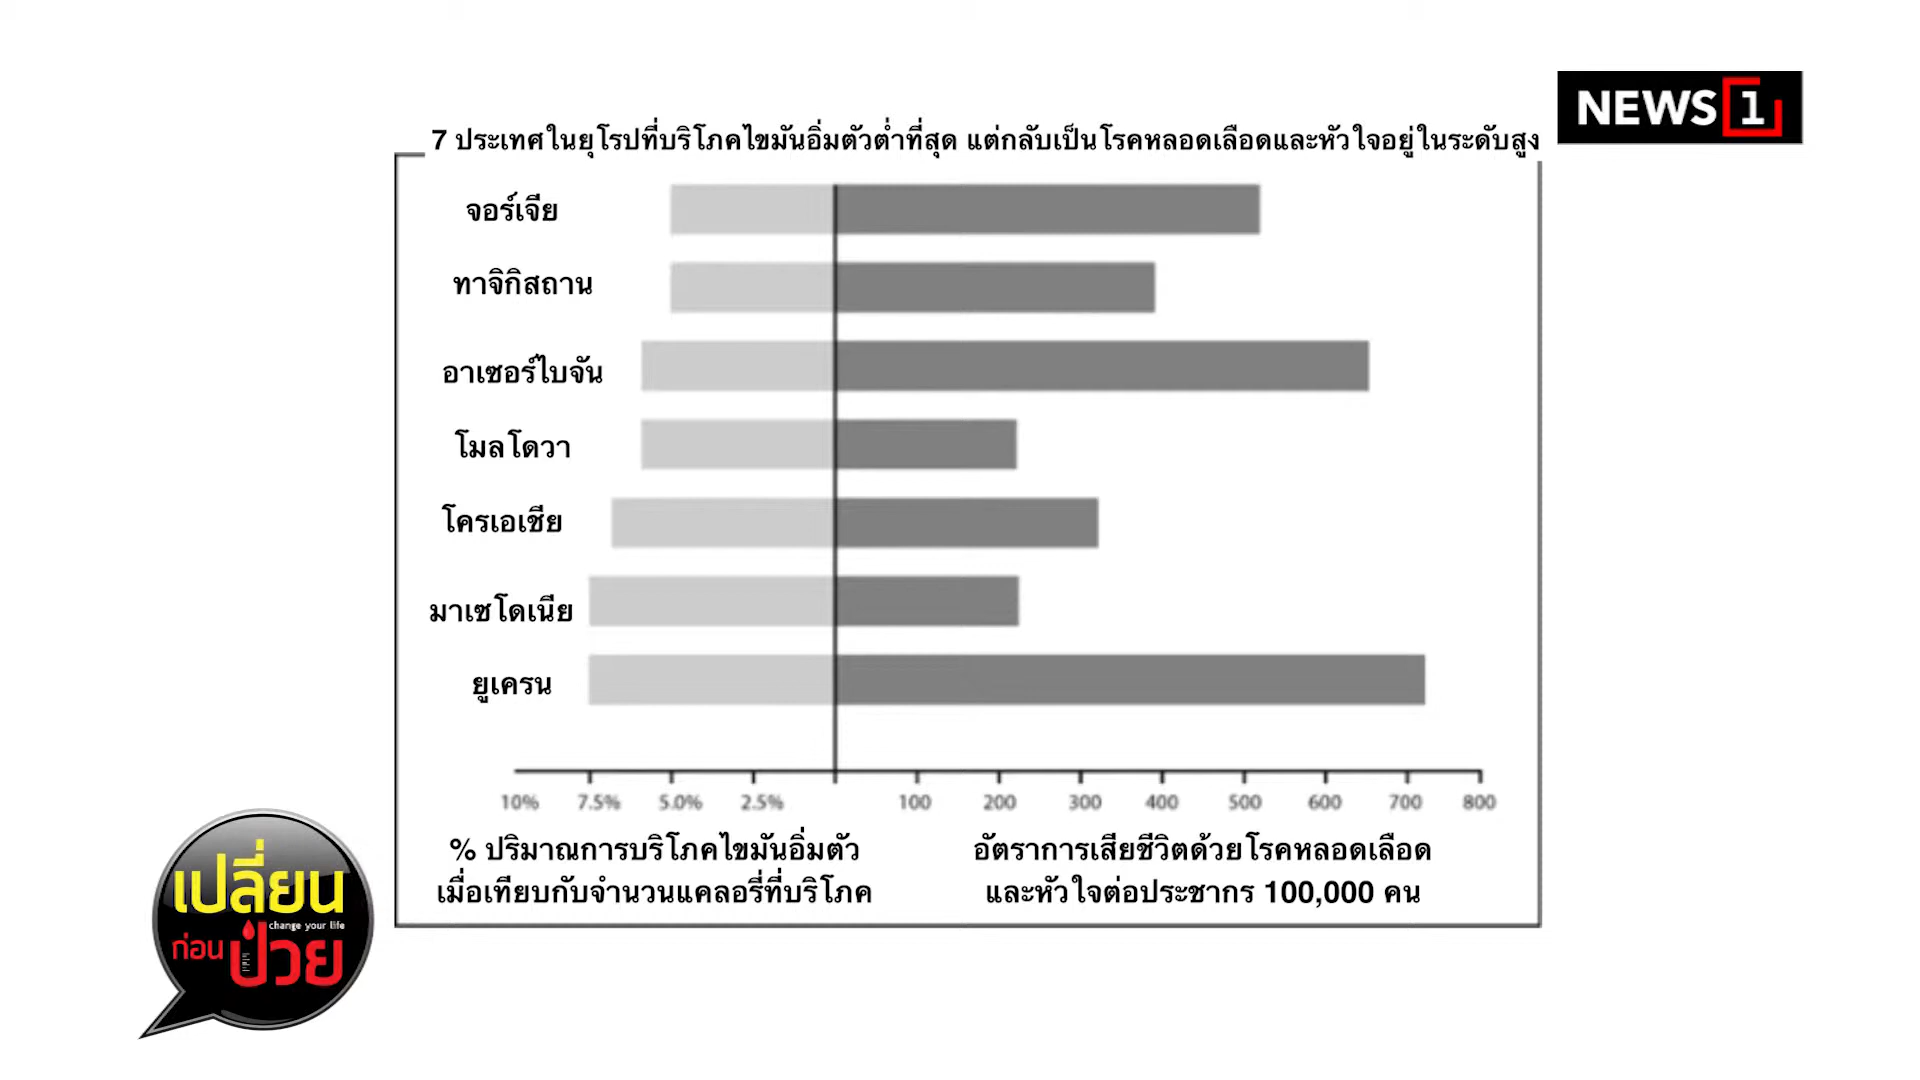 NEWS 1
7 ประเทศในยุโรปที่บริโภคไขมันอิ่มตัวต่ำที่สุด แต่กลับเป็นโรคหลอดเลือดและหัวใจอยู่ในระดับสูง
จอร์เจีย
ทาจิกิสถาน
อาเซอร์ไบจัน
โมลโดวา
โครเอเชีย
มาเซโดเนีย
ยูเครน
10% 7.5% 5.0% 2.5% 100 200 300 400 500 600 700 800
% ปริมาณการบริโภคไขมันอิ่มตัว
เมื่อเทียบกับจำนวนแคลอรี่ที่บริโภค
อัตราการเสียชีวิตด้วยโรคหลอดเลือด
และหัวใจต่อประชากร 100,000 คน
เปลี่ยน
change your life
ก่อน ป่วย